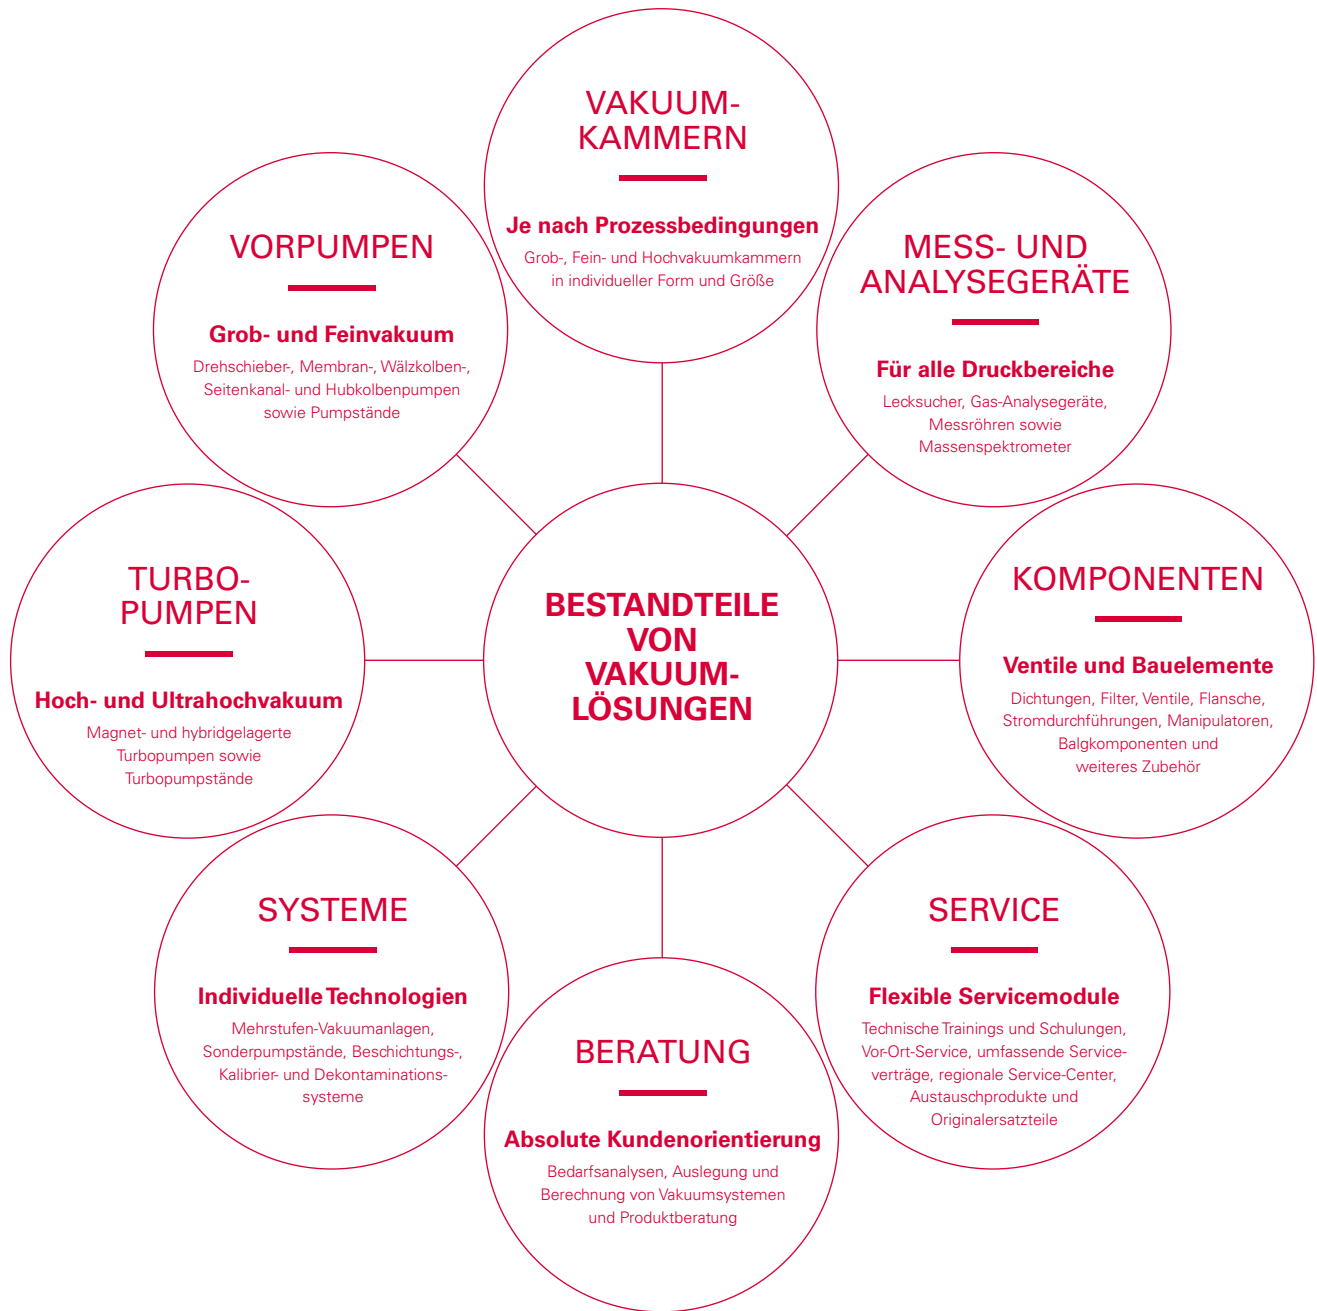 VAKUUM-
KAMMERN
Je nach Prozessbedingungen
Grob-, Fein- und Hochvakuumkammern
in individueller Form und Größe
MESS- UND
ANALYSEGERÄTE
Für alle Druckbereiche
Lecksucher, Gas-Analysegeräte,
Messröhren sowie
Massenspektrometer
KOMPONENTEN
Ventile und Bauelemente
Dichtungen, Filter, Ventile, Flansche,
Stromdurchführungen, Manipulatoren,
Balgkomponenten und
weiteres Zubehör
SERVICE
Flexible Servicemodule
Technische Trainings und Schulungen,
Vor-Ort-Service, umfassende Service-
verträge, regionale Service-Center,
Austauschprodukte und
Originalersatzteile
BERATUNG
Absolute Kundenorientierung
Bedarfsanalysen, Auslegung und
Berechnung von Vakuumsystemen
und Produktberatung
SYSTEME
Individuelle Technologien
Mehrstufen-Vakuumanlagen,
Sonderpumpstände, Beschichtungs-,
Kalibrier- und Dekontaminations-
systeme
TURBO-
PUMPEN
Hoch- und Ultrahochvakuum
Magnet- und hybridgelagerte
Turbopumpen sowie
Turbopumpstände
VORPUMPEN
Grob- und Feinvakuum
Drehschieber-, Membran-, Wälzkolben-,
Seitenkanal- und Hubkolbenpumpen
sowie Pumpstände
BESTANDTEILE
VON
VAKUUM-
LÖSUNGEN